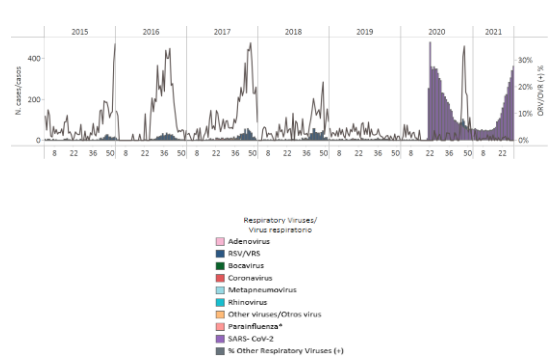 2015 2016 2017 2018 2019 2020 2021
N. cases/casos
400
200
0
30%
20%
10%
0%
ORV/OVR (+) %
8 22 36 50 8 22 36 50 8 22 36 50 8 22 36 50 8 22 36 50 8 22 36 50 8 22
Respiratory Viruses/
Virus respiratorio
Adenovirus
RSV/VRS
Bocavirus
Coronavirus
Metapneumovirus
Rhinovirus
Other viruses/Otros virus
Parainfluenza*
SARS- CoV-2
% Other Respiratory Viruses (+)